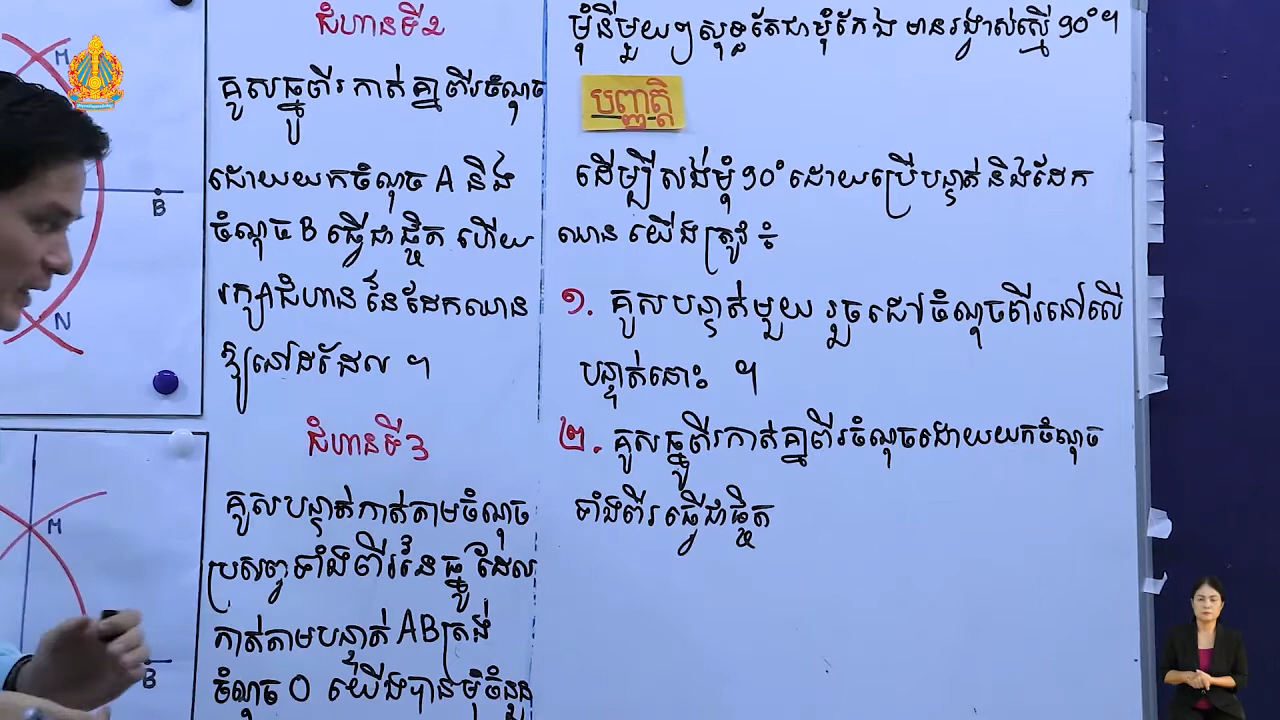 M
B
N
ជំហានទី2
គូសធ្នូពីរកាត់គ្នាពីរចំណុច
ដោយយកចំណុច A និង
ចំណុច B ធ្វើជាផ្ចិត ហើយ
រក្សាជំហាននៃដែកឈាន
ឱ្យនៅដដែល ។
ជំហានទី3
គូសបន្ទាត់កាត់តាមចំណុច
ប្រសព្វទាំងពីរនៃធ្នូ ដែល
កាត់តាមបន្ទាត់ AB ត្រង់
ចំណុច O យើងបានមុំចំនួន
M
B
មុំនីមួយៗសុទ្ធតែជាមុំកែង មានរង្វាស់ស្មើ 90° ។
បញ្ញត្តិ
ដើម្បីសង់មុំ 90° ដោយប្រើបន្ទាត់ និងដែក
ឈាន យើងត្រូវ ៖
១. គូសបន្ទាត់មួយ រួចដៅចំណុចពីរនៅលើ
បន្ទាត់នោះ ។
២. គូសធ្នូពីរកាត់គ្នាពីរចំណុចដោយយកចំណុច
ទាំងពីរ ធ្វើជាផ្ចិត